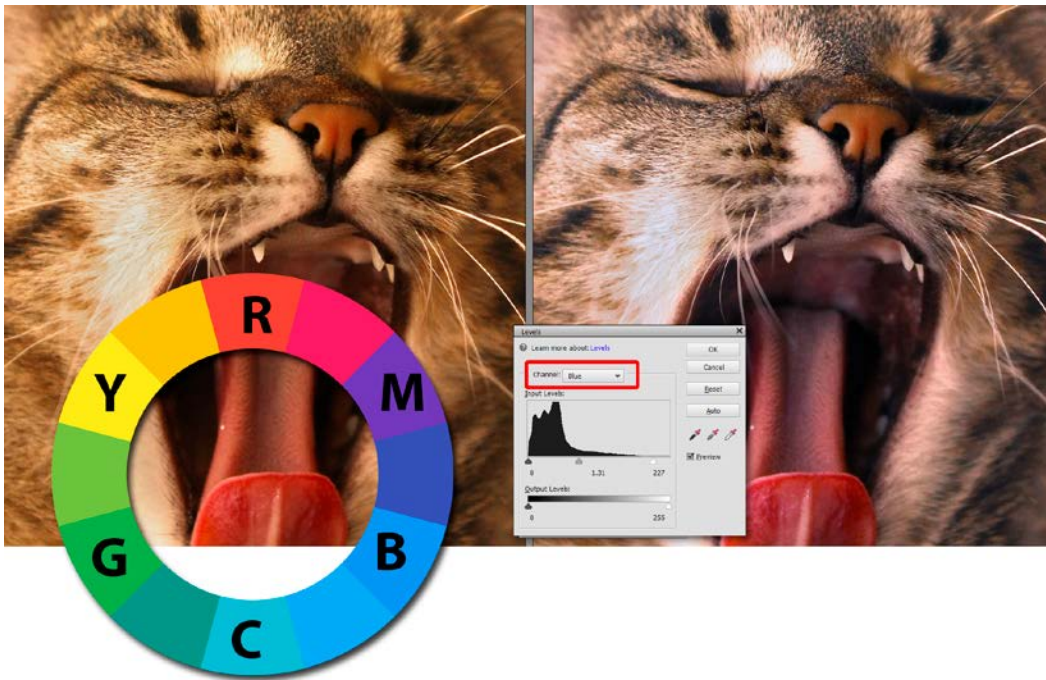 R
Y
M
G
B
C
Levels
Learn more about: Levels
OK
Channel: Blue
Cancel
Input Levels:
Reset
Auto
Preview
0 1.31 227
Output Levels:
0 255